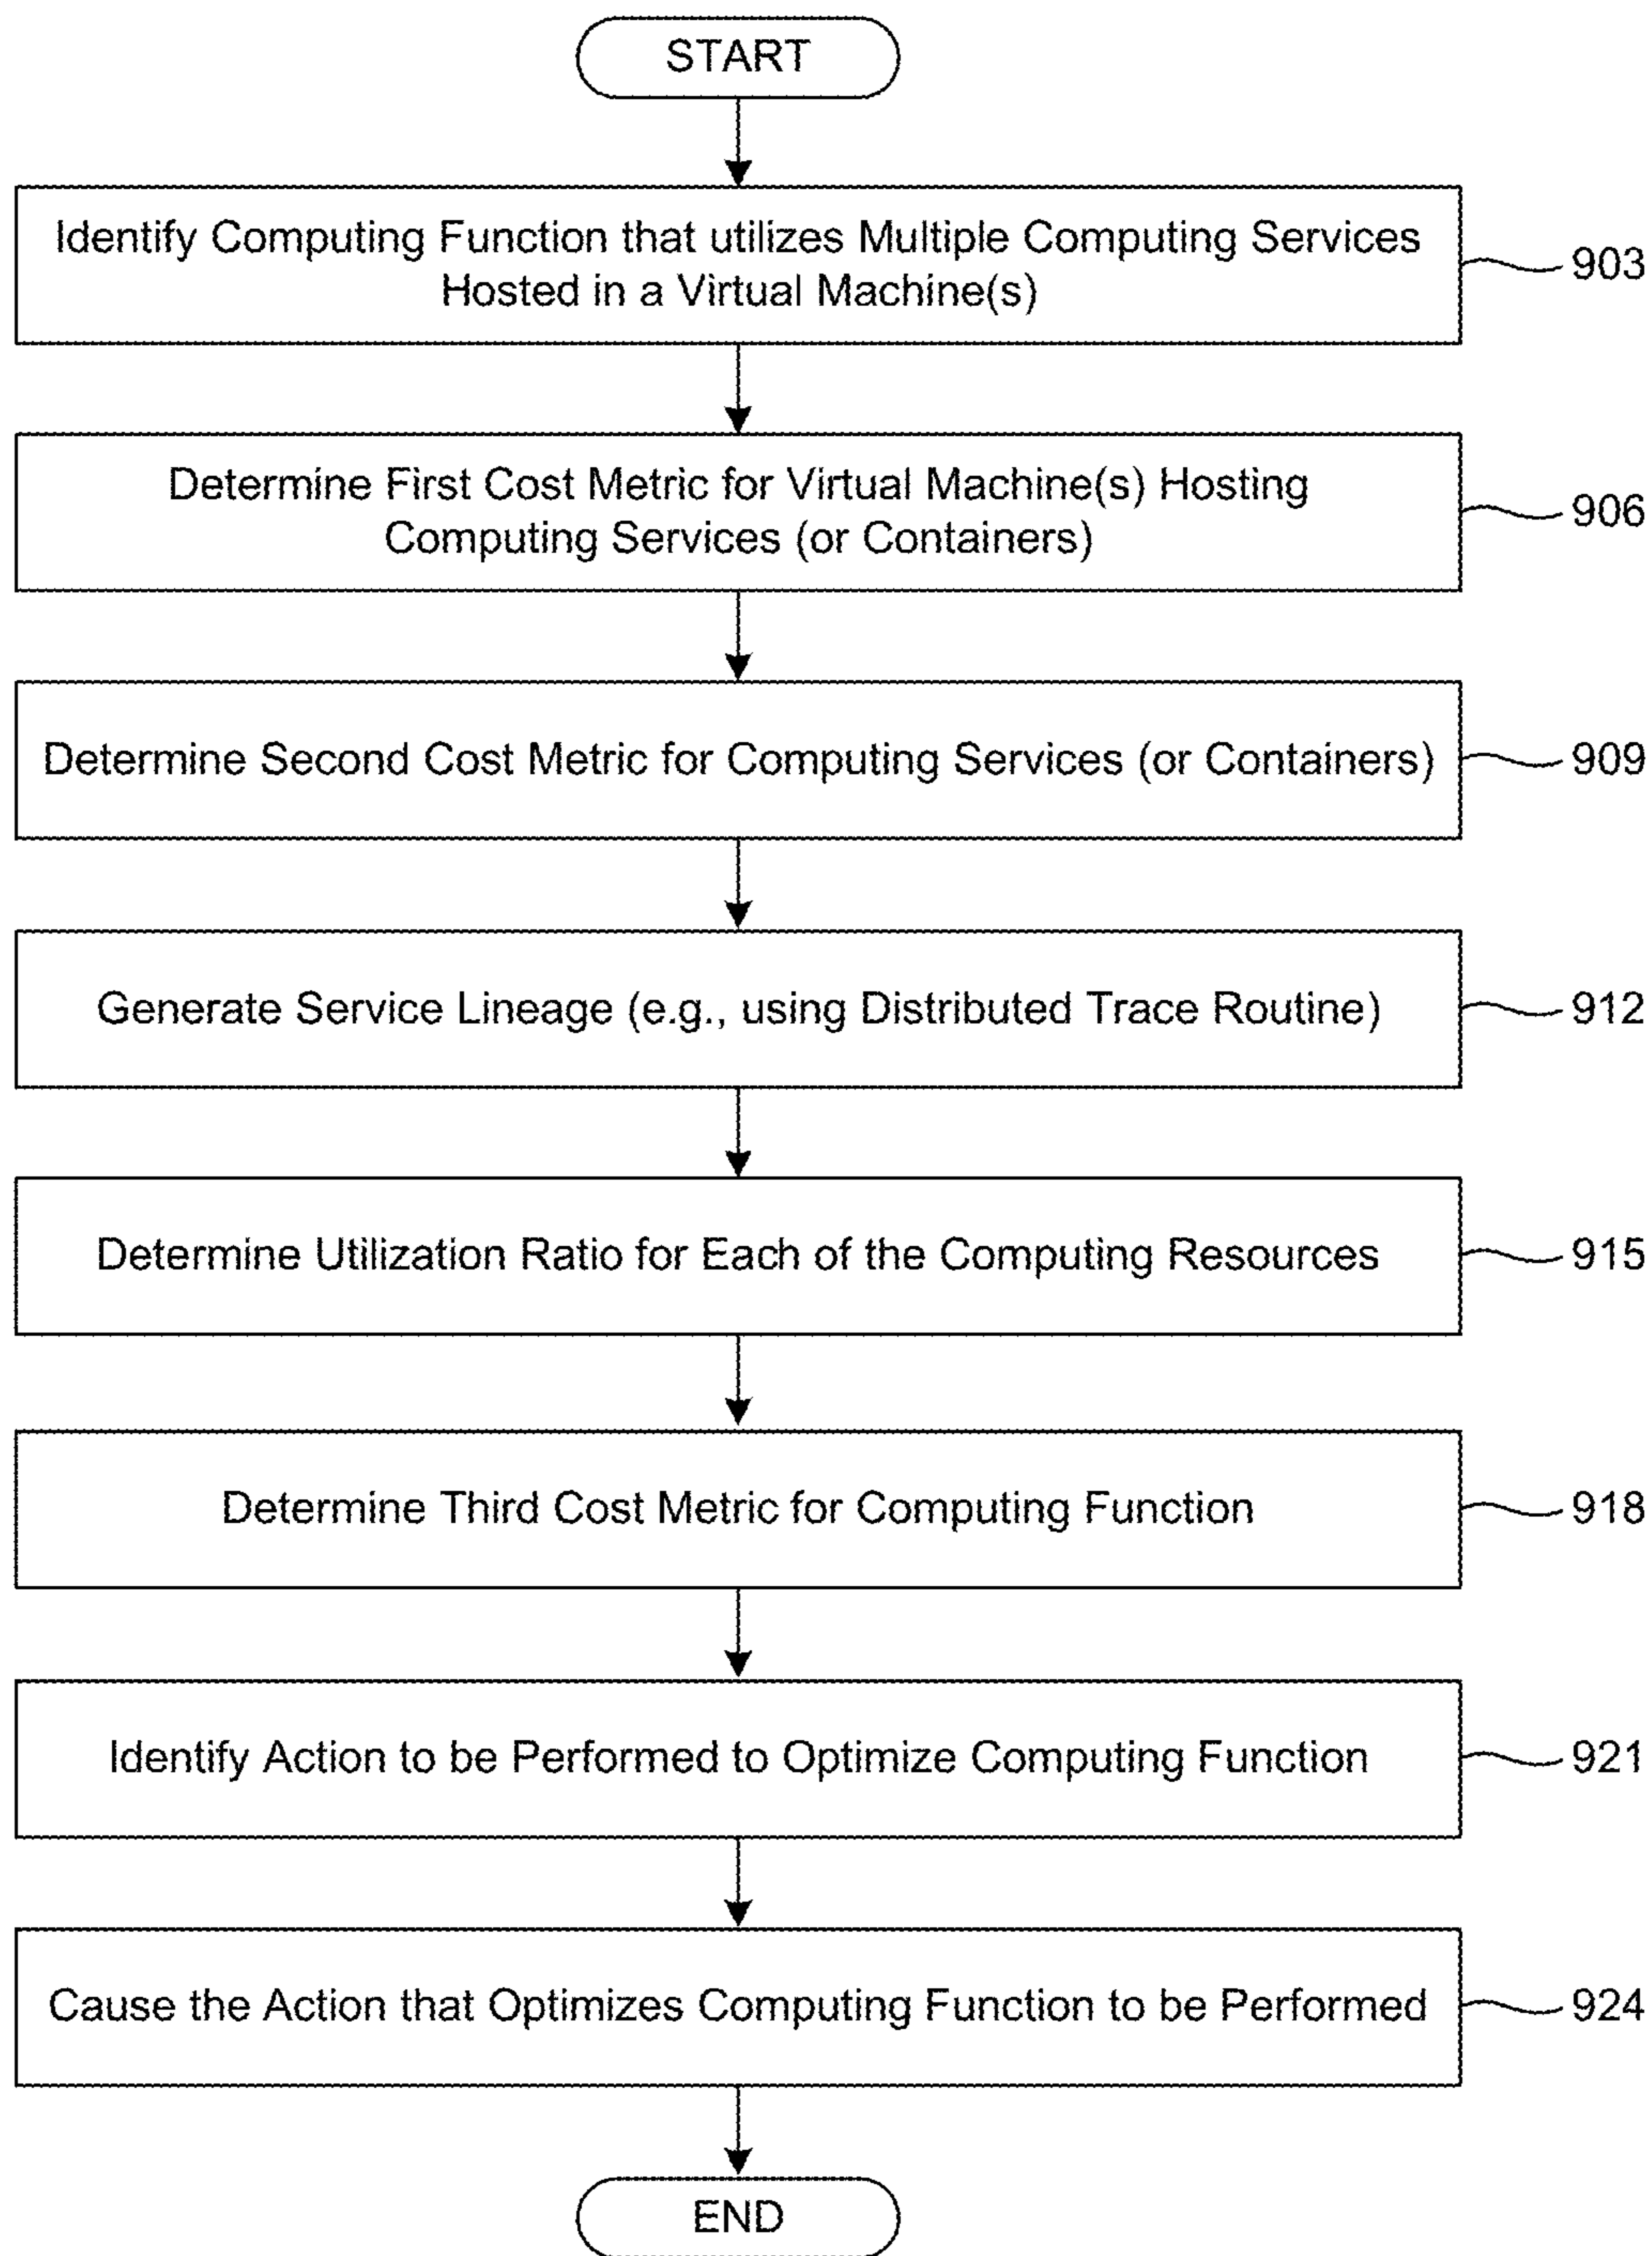 START
Identify Computing Function that utilizes Multiple Computing Services
Hosted in a Virtual Machine(s)
903
Determine First Cost Metric for Virtual Machine(s) Hosting
Computing Services (or Containers)
906
Determine Second Cost Metric for Computing Services (or Containers)
909
Generate Service Lineage (e.g., using Distributed Trace Routine)
912
Determine Utilization Ratio for Each of the Computing Resources
915
Determine Third Cost Metric for Computing Function
918
Identify Action to be Performed to Optimize Computing Function
921
Cause the Action that Optimizes Computing Function to be Performed
924
END